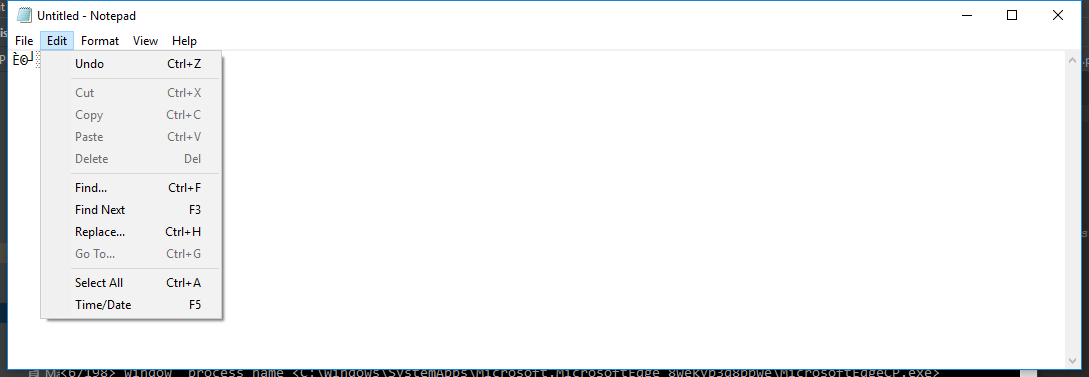 Untitled - Notepad
File Edit Format View Help
Undo Ctrl+Z
Cut Ctrl+X
Copy Ctrl+C
Paste Ctrl+V
Delete Del
Find... Ctrl+F
Find Next F3
Replace... Ctrl+H
Go To... Ctrl+G
Select All Ctrl+A
Time/Date F5
<6/198> window process name <C:\Windows\SystemApps\Microsoft.MicrosoftEdge_8wekyb3d8bbwe\MicrosoftEdgeCP.exe>